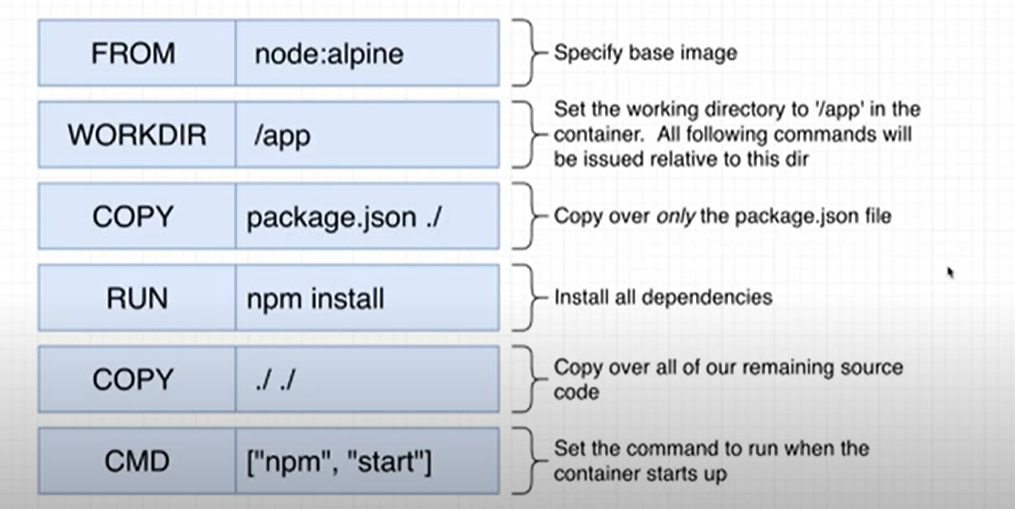 FROM node:alpine
Specify base image
WORKDIR /app
Set the working directory to '/app' in the
container. All following commands will
be issued relative to this dir
COPY package.json ./
Copy over only the package.json file
RUN npm install
Install all dependencies
COPY ./ ./
Copy over all of our remaining source
code
CMD ["npm", "start"]
Set the command to run when the
container starts up